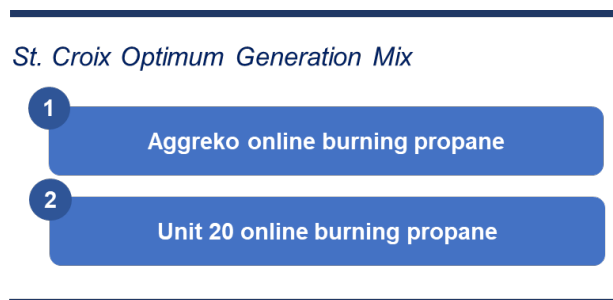 St. Croix Optimum Generation Mix
1
Aggreko online burning propane
2
Unit 20 online burning propane